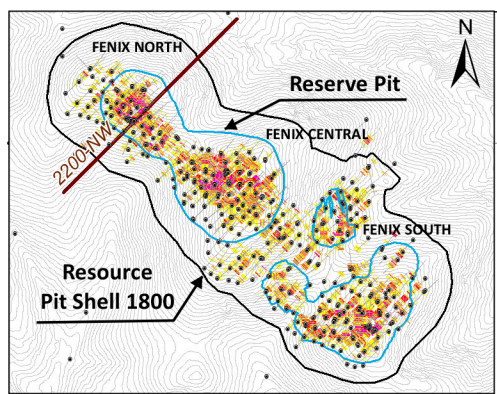 N
FENIX NORTH
Reserve Pit
FENIX CENTRAL
2200-NW
FENIX SOUTH
Resource
Pit Shell 1800